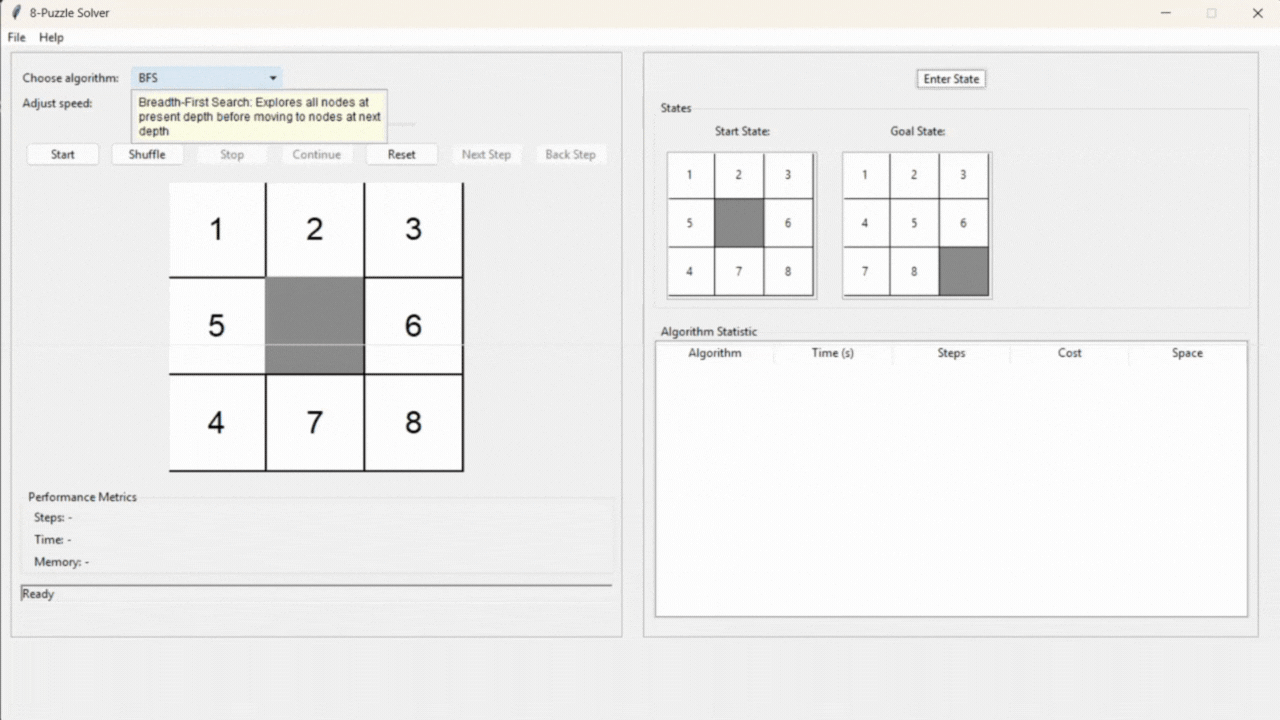 8-Puzzle Solver
File Help
Choose algorithm: BFS
Adjust speed:
Breadth-First Search: Explores all nodes at
present depth before moving to nodes at next
depth
Start Shuffle Stop Continue Reset Next Step Back Step
1 2 3
5 6
4 7 8
Performance Metrics
Steps: -
Time: -
Memory: -
Ready
Enter State
States
Start State: Goal State:
1 2 3 1 2 3
5 6 4 5 6
4 7 8 7 8
Algorithm Statistic
Algorithm Time (s) Steps Cost Space